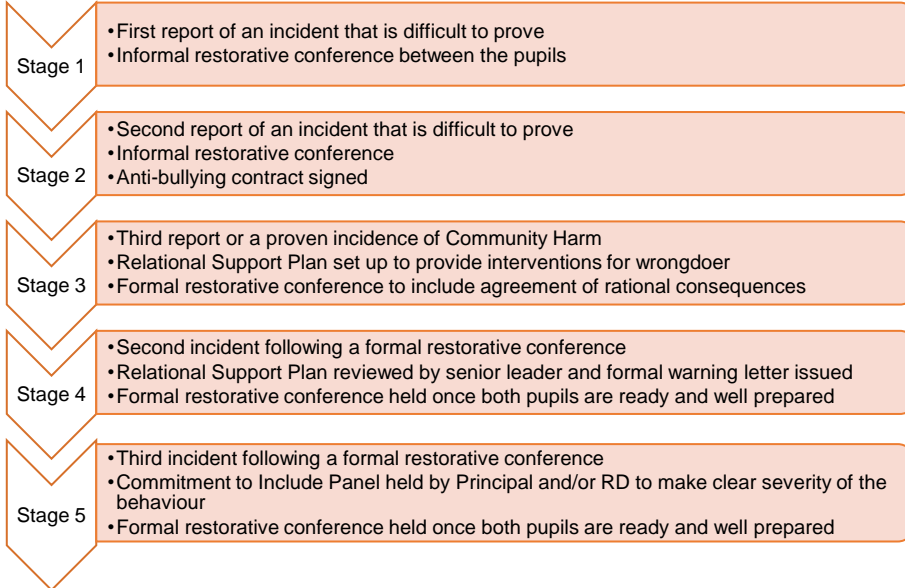 Stage 1
•First report of an incident that is difficult to prove
•Informal restorative conference between the pupils
Stage 2
•Second report of an incident that is difficult to prove
•Informal restorative conference
•Anti-bullying contract signed
Stage 3
•Third report or a proven incidence of Community Harm
•Relational Support Plan set up to provide interventions for wrongdoer
•Formal restorative conference to include agreement of rational consequences
Stage 4
•Second incident following a formal restorative conference
•Relational Support Plan reviewed by senior leader and formal warning letter issued
•Formal restorative conference held once both pupils are ready and well prepared
Stage 5
•Third incident following a formal restorative conference
•Commitment to Include Panel held by Principal and/or RD to make clear severity of the
behaviour
•Formal restorative conference held once both pupils are ready and well prepared